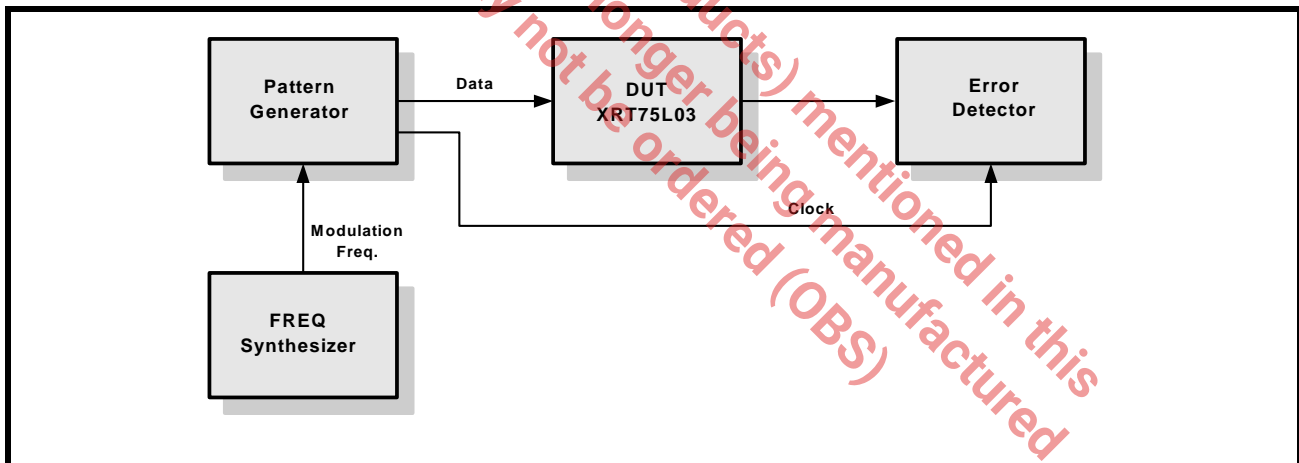 Pattern
Generator
Data
DUT
XRT75L03
Error
Detector
Clock
Modulation
Freq.
FREQ
Synthesizer
ucts) mentioned in this
longer being manufactured
y not be ordered (OBS)